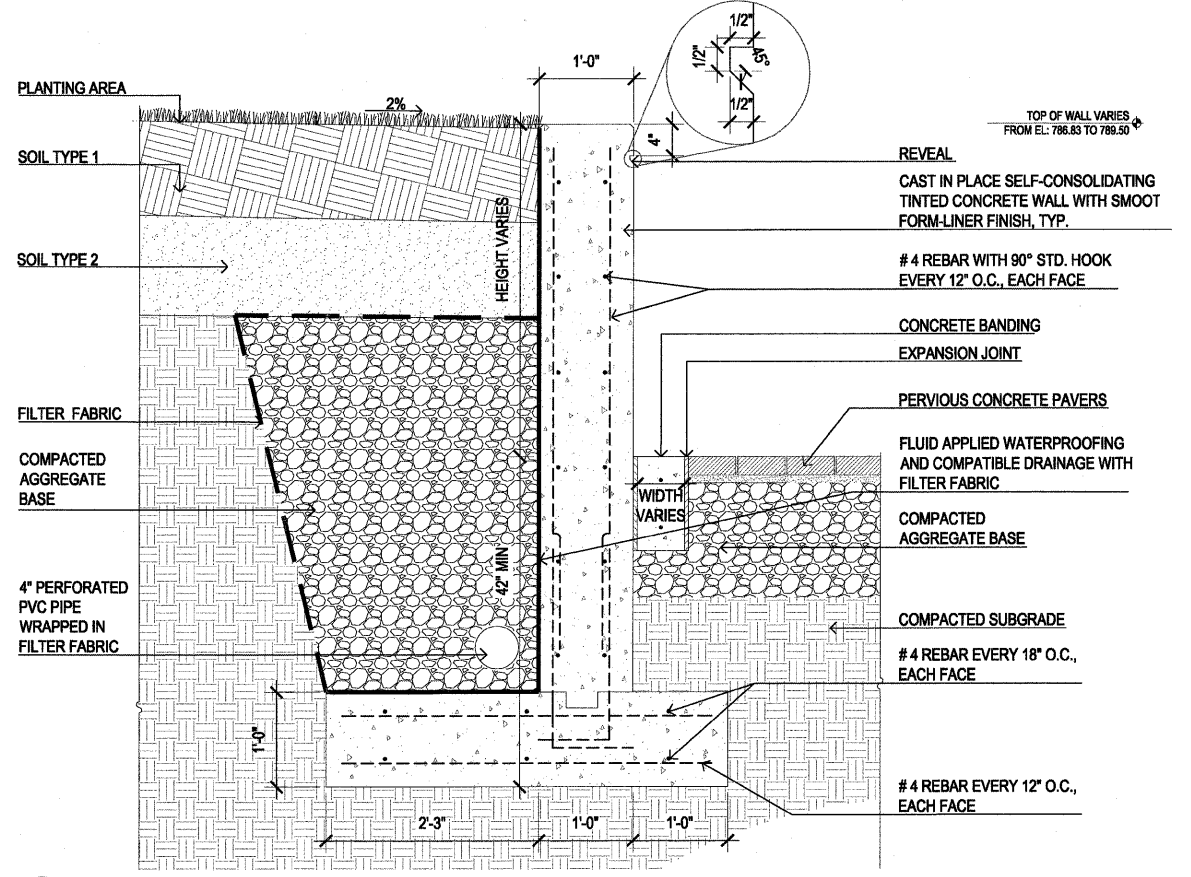 1/2"
1/2"
45°
1/2"
1'-0"
4"
PLANTING AREA
2%
TOP OF WALL VARIES
FROM EL: 786.83 TO 789.50
SOIL TYPE 1
REVEAL
CAST IN PLACE SELF-CONSOLIDATING
TINTED CONCRETE WALL WITH SMOOT
FORM-LINER FINISH, TYP.
SOIL TYPE 2
HEIGHT VARIES
# 4 REBAR WITH 90° STD. HOOK
EVERY 12" O.C., EACH FACE
CONCRETE BANDING
EXPANSION JOINT
FILTER FABRIC
PERVIOUS CONCRETE PAVERS
COMPACTED
AGGREGATE
BASE
FLUID APPLIED WATERPROOFING
AND COMPATIBLE DRAINAGE WITH
FILTER FABRIC
WIDTH
VARIES
COMPACTED
AGGREGATE BASE
42" MIN
4" PERFORATED
PVC PIPE
WRAPPED IN
FILTER FABRIC
COMPACTED SUBGRADE
# 4 REBAR EVERY 18" O.C.,
EACH FACE
1'-0"
# 4 REBAR EVERY 12" O.C.,
EACH FACE
2'-3"
1'-0"
1'-0"